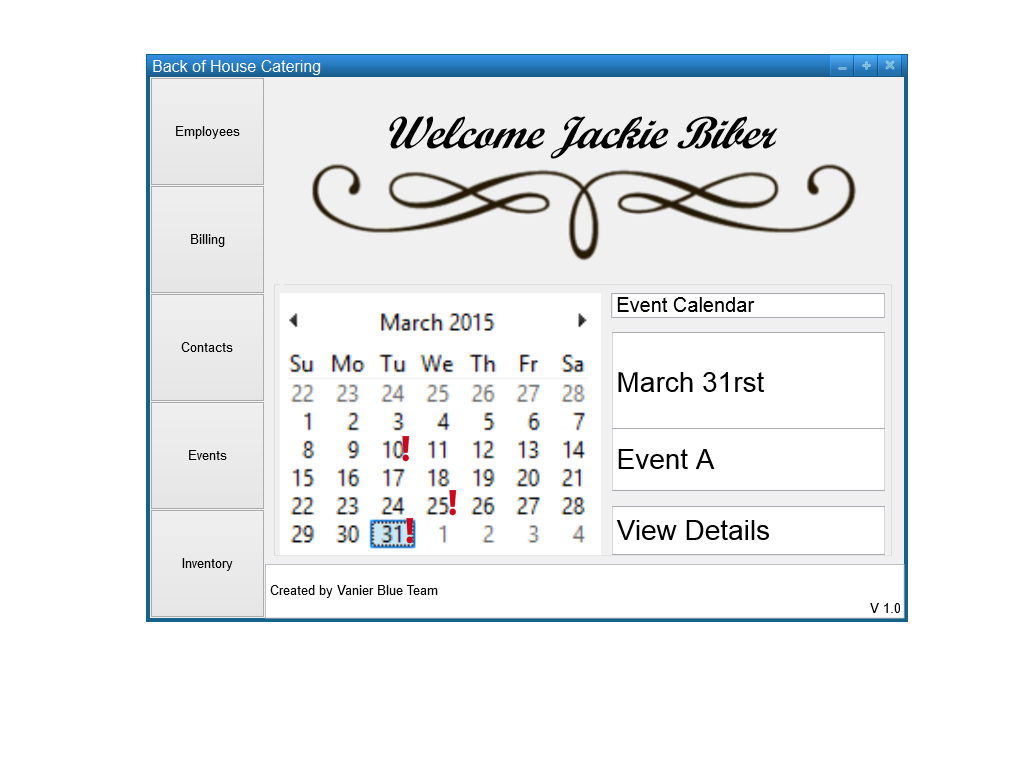 Back of House Catering
Employees
Billing
Contacts
Events
Inventory
Welcome Jackie Biber
March 2015
Su Mo Tu We Th Fr Sa
22 23 24 25 26 27 28
1 2 3 4 5 6 7
8 9 10! 11 12 13 14
15 16 17 18 19 20 21
22 23 24 25! 26 27 28
29 30 31! 1 2 3 4
Event Calendar
March 31rst
Event A
View Details
Created by Vanier Blue Team
V 1.0